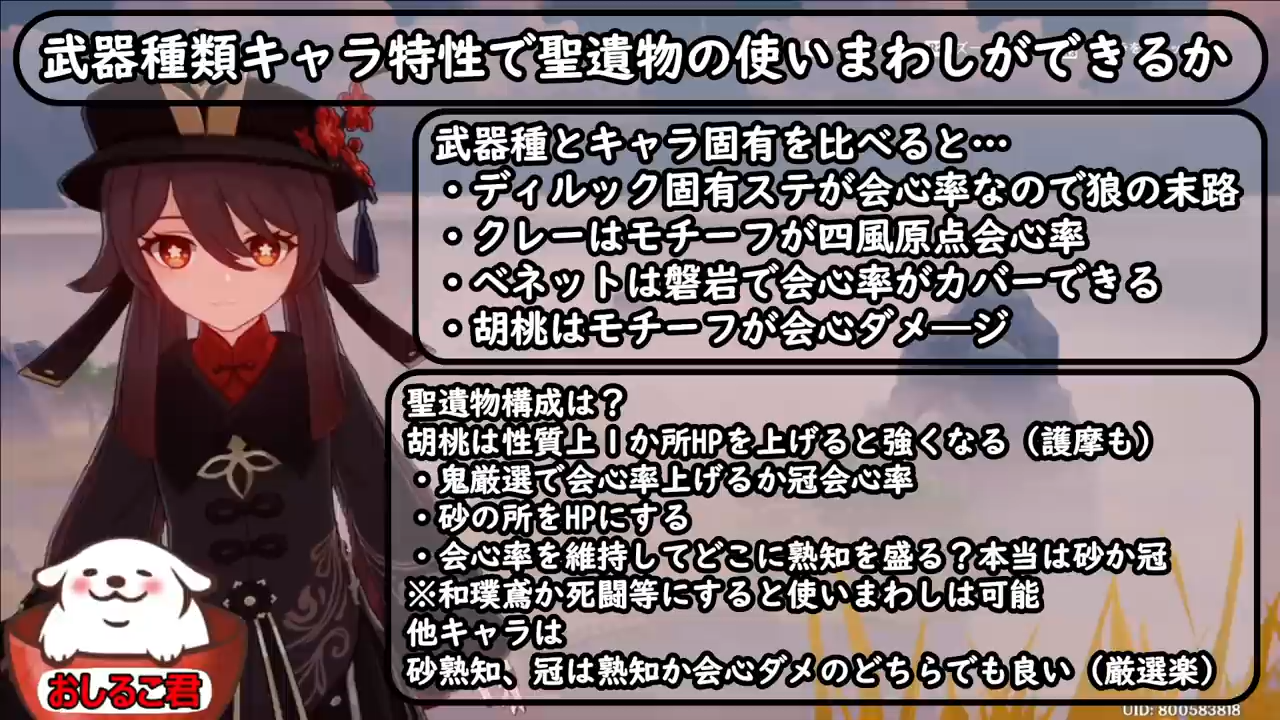 武器種類キャラ特性で聖遺物の使いまわしができるか
武器種とキャラ固有を比べると…
・ディルック固有ステが会心率なので狼の末路
・クレーはモチーフが四風原点会心率
・ベネットは磐岩で会心率がカバーできる
・胡桃はモチーフが会心ダメージ
聖遺物構成は？
胡桃は性質上１か所HPを上げると強くなる（護摩も）
・鬼厳選で会心率上げるか冠会心率
・砂の所をHPにする
・会心率を維持してどこに熟知を盛る？本当は砂か冠
※和璞鳶か死闘等にすると使いまわしは可能
他キャラは
砂熟知、冠は熟知か会心ダメのどちらでも良い（厳選楽）
おしるこ君
UID: 800583818